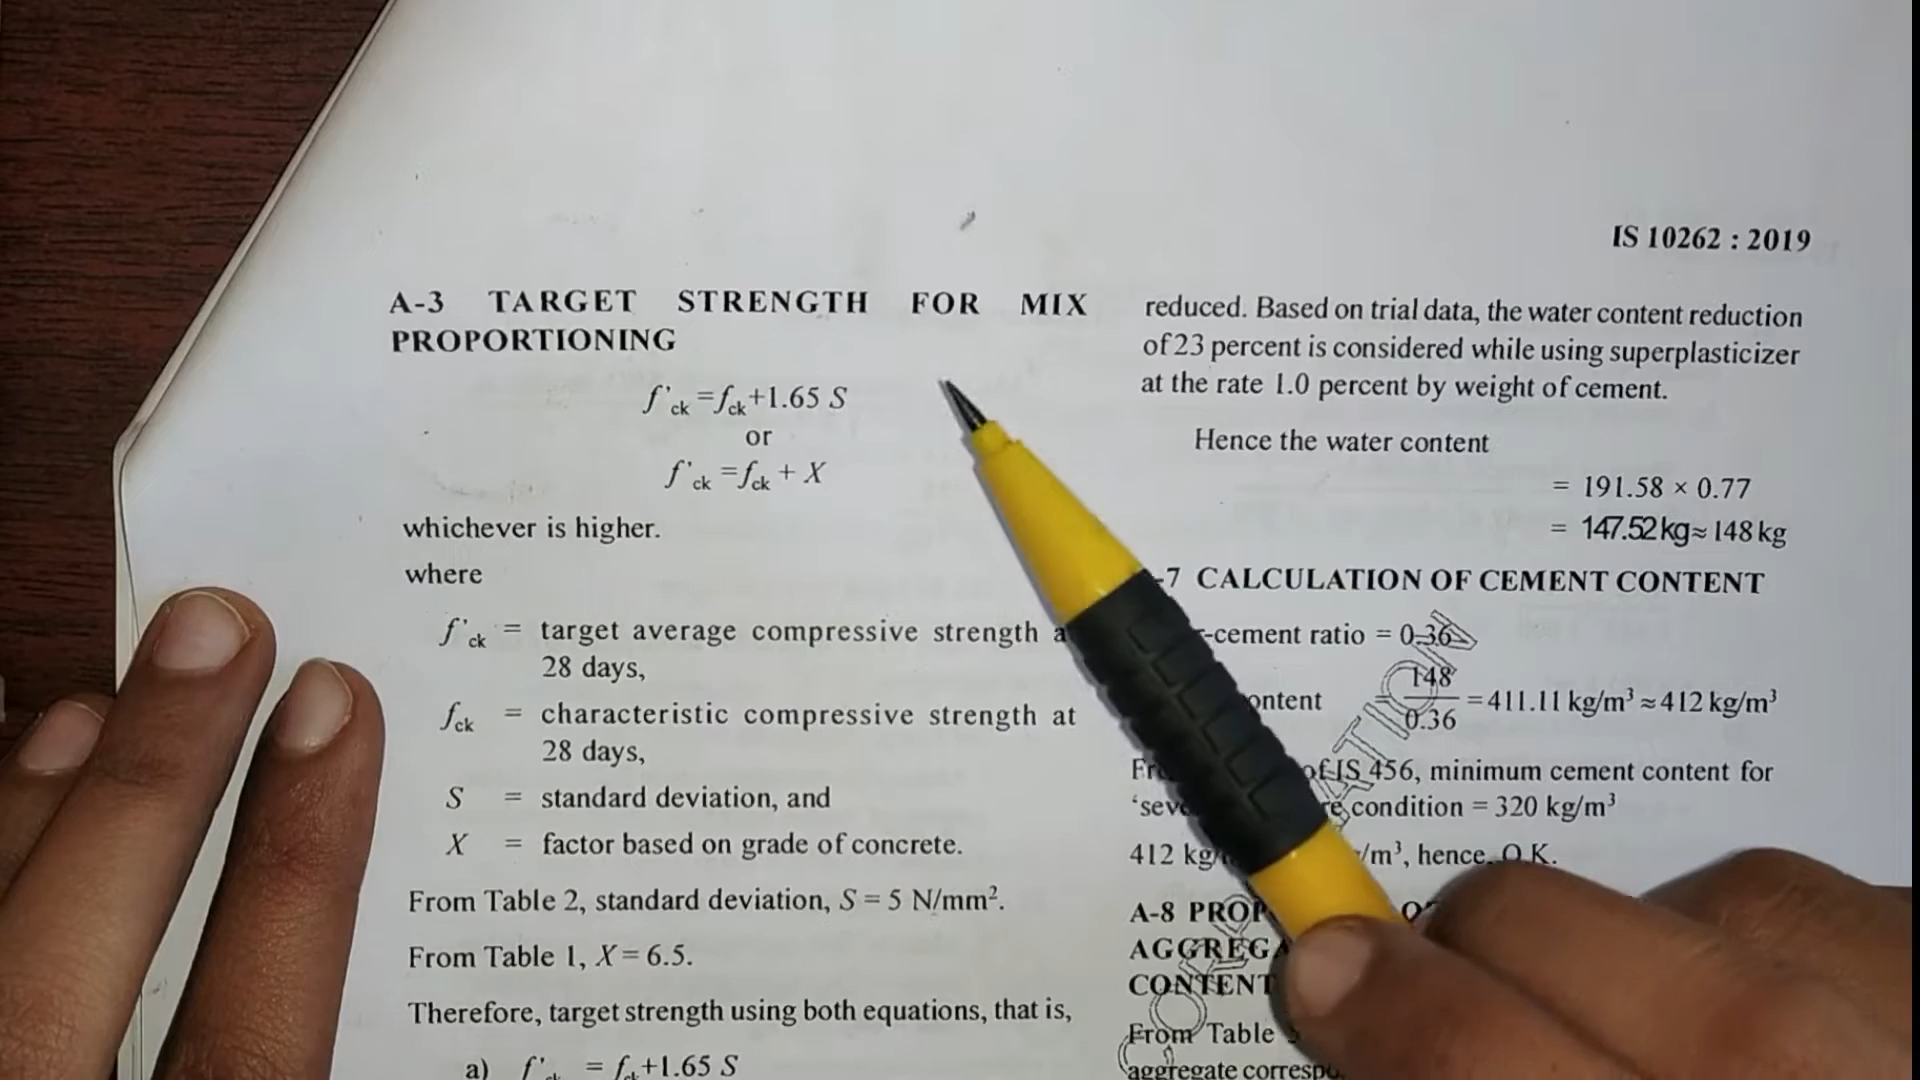 IS 10262 : 2019
A-3 TARGET STRENGTH FOR MIX
PROPORTIONING
f'ck =fck+1.65 S
or
f'ck =fck + X
whichever is higher.
where
f'ck = target average compressive strength
28 days,
fck = characteristic compressive strength at
28 days,
S = standard deviation, and
X = factor based on grade of concrete.
From Table 2, standard deviation, S = 5 N/mm².
From Table 1, X = 6.5.
Therefore, target strength using both equations, that is,
a) f'ck = fck+1.65 S
reduced. Based on trial data, the water content reduction
of 23 percent is considered while using superplasticizer
at the rate 1.0 percent by weight of cement.
Hence the water content
= 191.58 × 0.77
= 147.52 kg ≈ 148 kg
-7 CALCULATION OF CEMENT CONTENT
-cement ratio = 0.36
= 148/0.36 = 411.11 kg/m³ ≈ 412 kg/m³
of IS 456, minimum cement content for
condition = 320 kg/m³
412 /m³, hence, O.K.
A-8
CONTENT
From Table
aggregate